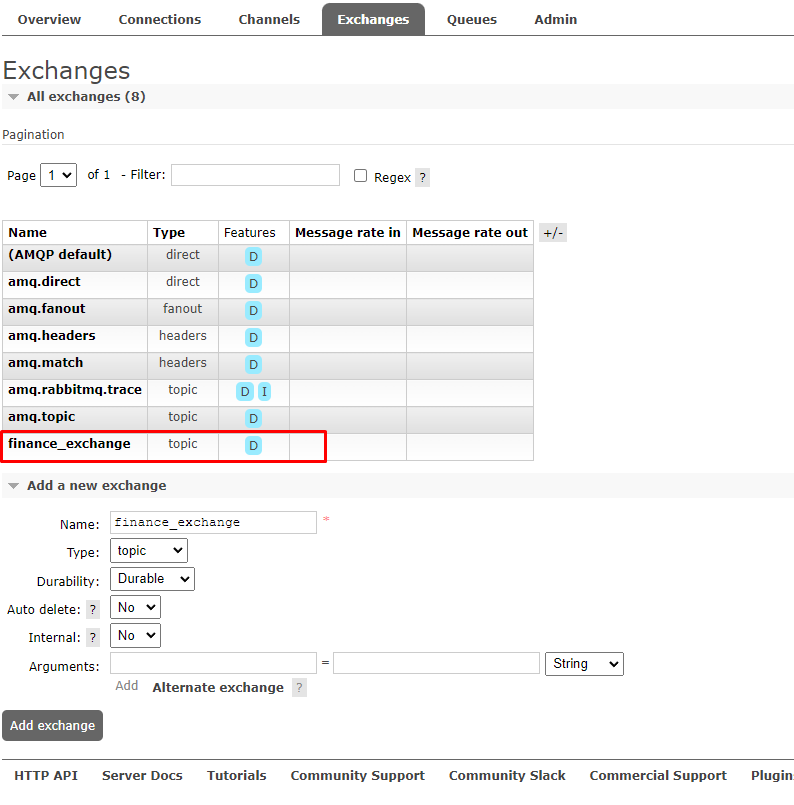 Overview Connections Channels Exchanges Queues Admin
Exchanges
All exchanges (8)
Pagination
Page 1 of 1 - Filter: Regex ?
Name Type Features Message rate in Message rate out +/-
(AMQP default) direct D
amq.direct direct D
amq.fanout fanout D
amq.headers headers D
amq.match headers D
amq.rabbitmq.trace topic D I
amq.topic topic D
finance_exchange topic D
Add a new exchange
Name: finance_exchange *
Type: topic
Durability: Durable
Auto delete: ? No
Internal: ? No
Arguments: = String
Add Alternate exchange ?
Add exchange
HTTP API Server Docs Tutorials Community Support Community Slack Commercial Support Plugin